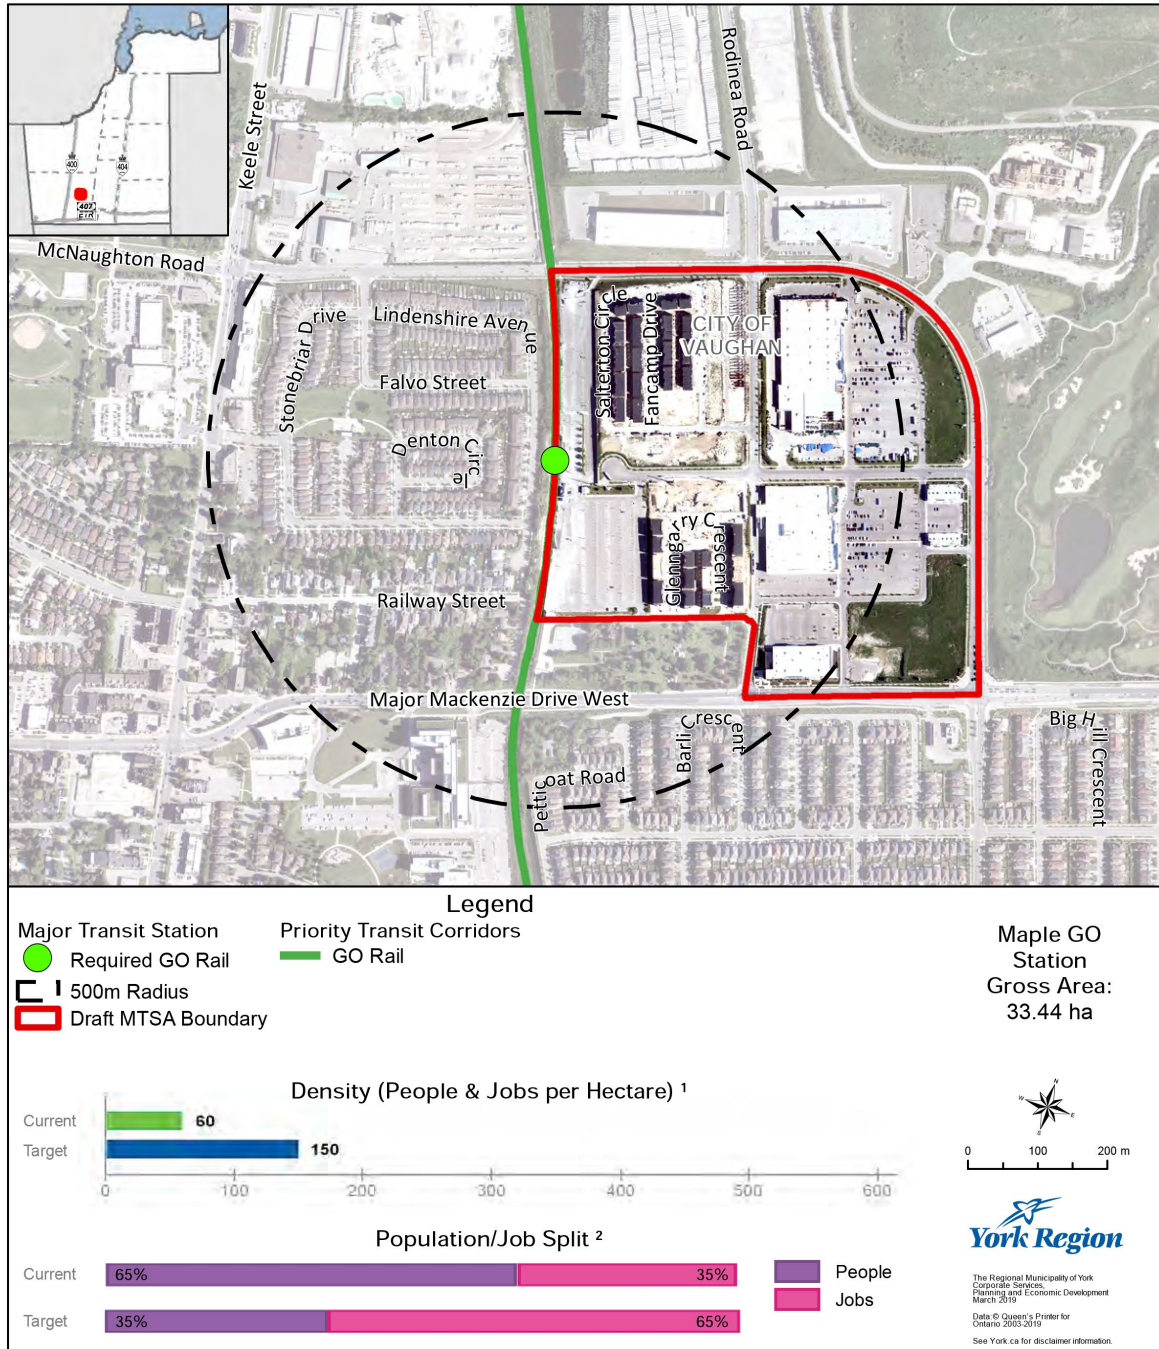 400
404
407
ETR
Keele Street
Rodinea Road
McNaughton Road
Stonebriar Drive
Lindenshire Avenue
Salterton Circle
Fancamp Drive
CITY OF
VAUGHAN
Falvo Street
Denton Circle
Glenngarry Crescent
Railway Street
Major Mackenzie Drive West
Barli Crescent
Big Hill Crescent
Petticoat Road
Legend
Major Transit Station
Required GO Rail
500m Radius
Draft MTSA Boundary
Priority Transit Corridors
GO Rail
Maple GO
Station
Gross Area:
33.44 ha
Density (People & Jobs per Hectare) ¹
Current 60
Target 150
0 100 200 300 400 500 600
N
W E
S
0 100 200 m
Population/Job Split ²
Current 65% 35%
Target 35% 65%
People
Jobs
York Region
The Regional Municipality of York
Corporate Services,
Planning and Economic Development
March 2019
Data:© Queen's Printer for
Ontario 2003-2019
See York.ca for disclaimer information.